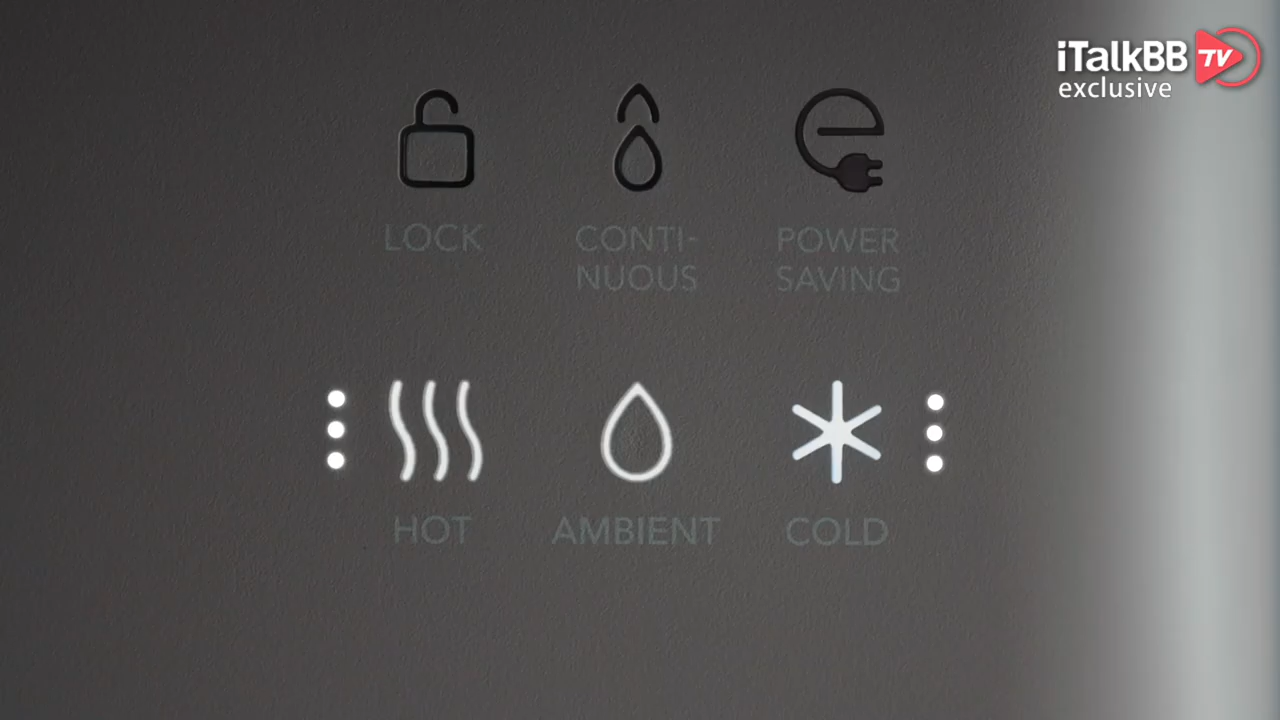 iTalkBB TV
exclusive
LOCK
CONTI-
NUOUS
POWER
SAVING
HOT
AMBIENT
COLD